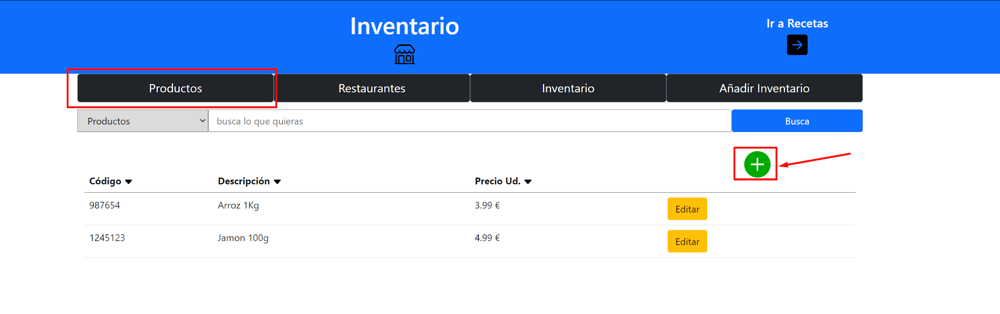 Inventario
Ir a Recetas
Productos Restaurantes Inventario Añadir Inventario
Productos busca lo que quieras Busca
Código Descripción Precio Ud.
987654 Arroz 1Kg 3.99 € Editar
1245123 Jamon 100g 4.99 € Editar